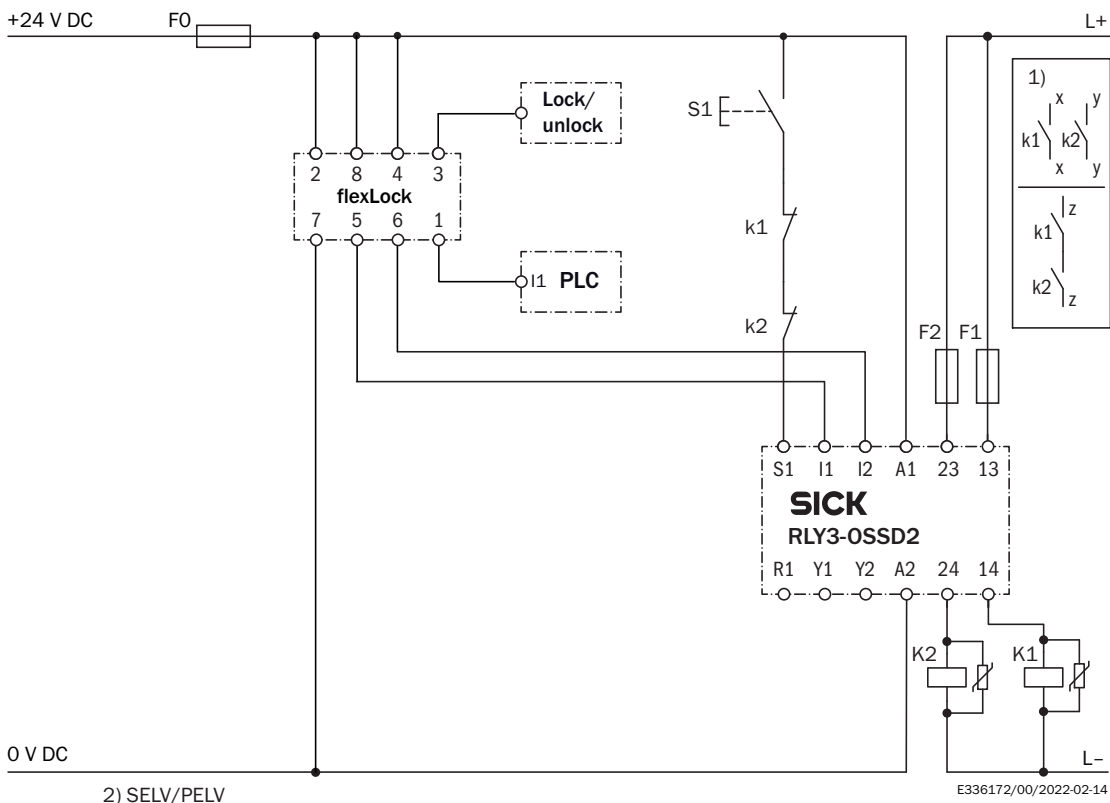 +24 V DC F0 L+
1)
x y
k1 k2
x y
z
k1
k2
z
Lock/
unlock
S1
2 8 4 3
flexLock
7 5 6 1
I1 PLC
k1
k2
F2 F1
S1 I1 I2 A1 23 13
SICK
RLY3-OSSD2
R1 Y1 Y2 A2 24 14
K2 K1
0 V DC L–
2) SELV/PELV
E336172/00/2022-02-14